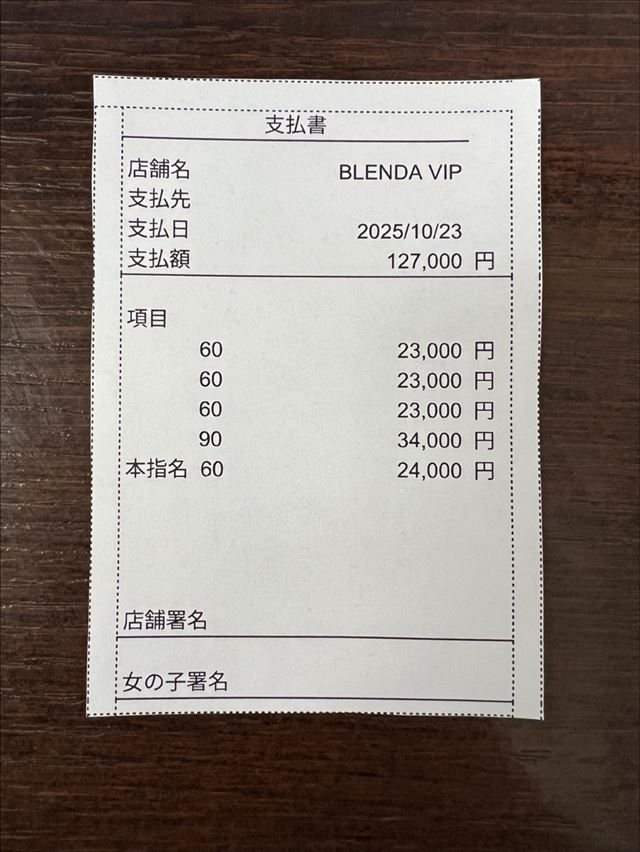 支払書
店舗名 BLENDA VIP
支払先
支払日 2025/10/23
支払額 127,000 円
項目
60 23,000 円
60 23,000 円
60 23,000 円
90 34,000 円
本指名 60 24,000 円
店舗署名
女の子署名